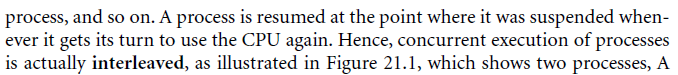 process, and so on. A process is resumed at the point where it was suspended when-
ever it gets its turn to use the CPU again. Hence, concurrent execution of processes
is actually interleaved, as illustrated in Figure 21.1, which shows two processes, A